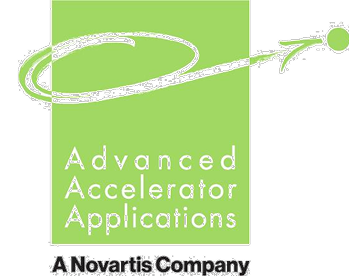 Advanced
Accelerator
Applications
A Novartis Company